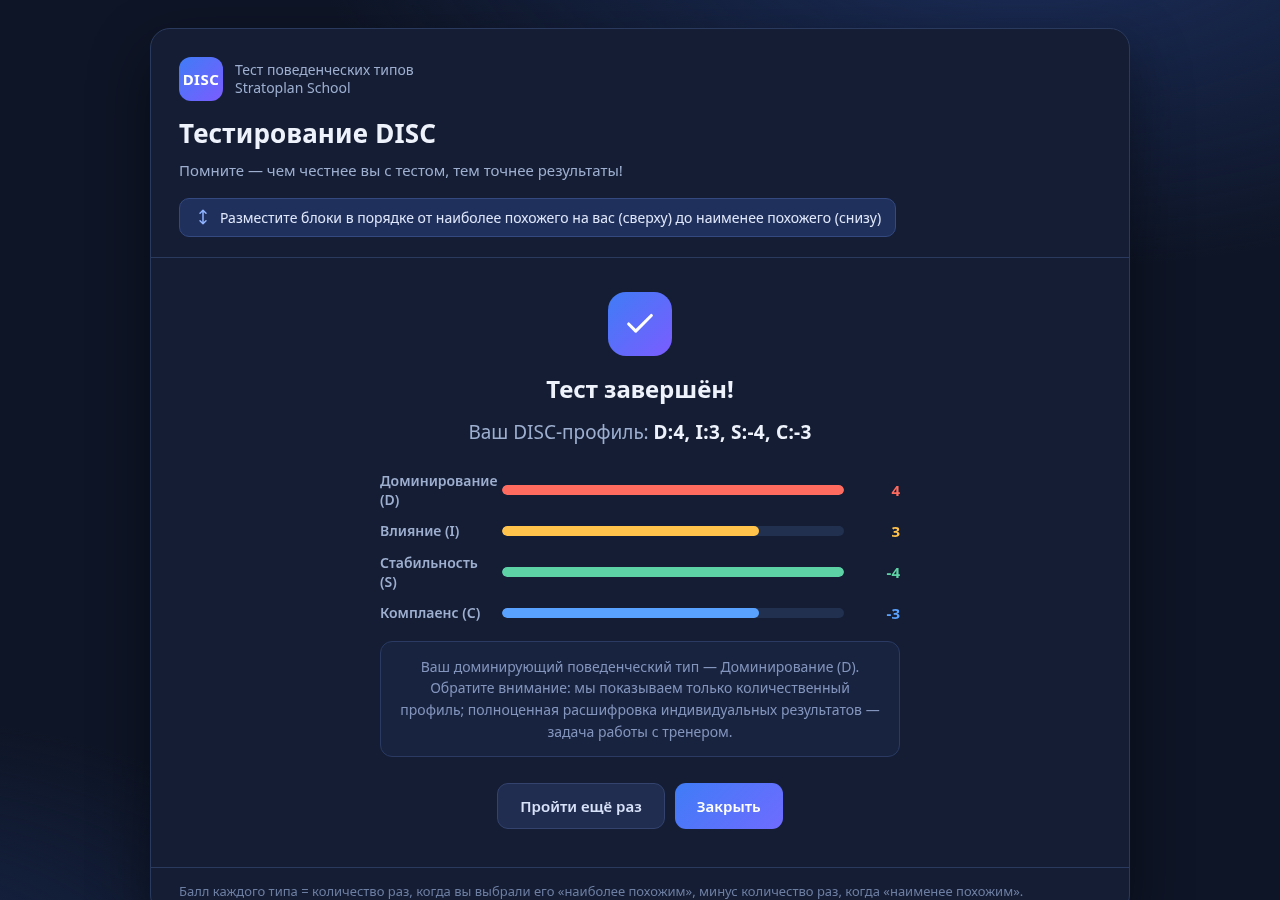 DISC
Тест поведенческих типов
Stratoplan School
Тестирование DISC
Помните — чем честнее вы с тестом, тем точнее результаты!
Разместите блоки в порядке от наиболее похожего на вас (сверху) до наименее похожего (снизу)
Тест завершён!
Ваш DISC-профиль: D:4, I:3, S:-4, C:-3
Доминирование
(D)
4
Влияние (I)
3
Стабильность
(S)
-4
Комплаенс (C)
-3
Ваш доминирующий поведенческий тип — Доминирование (D).
Обратите внимание: мы показываем только количественный
профиль; полноценная расшифровка индивидуальных результатов —
задача работы с тренером.
Пройти ещё раз
Закрыть
Балл каждого типа = количество раз, когда вы выбрали его «наиболее похожим», минус количество раз, когда «наименее похожим».